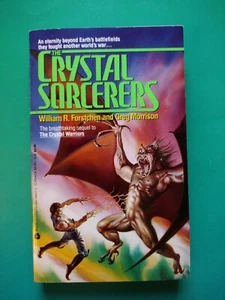 An eternity beyond Earth's battlefields
they fought another world's war...
THE
CRYSTAL
SORCERERS
William R. Forstchen and Greg Morrison
The breathtaking sequel to
The Crystal Warriors